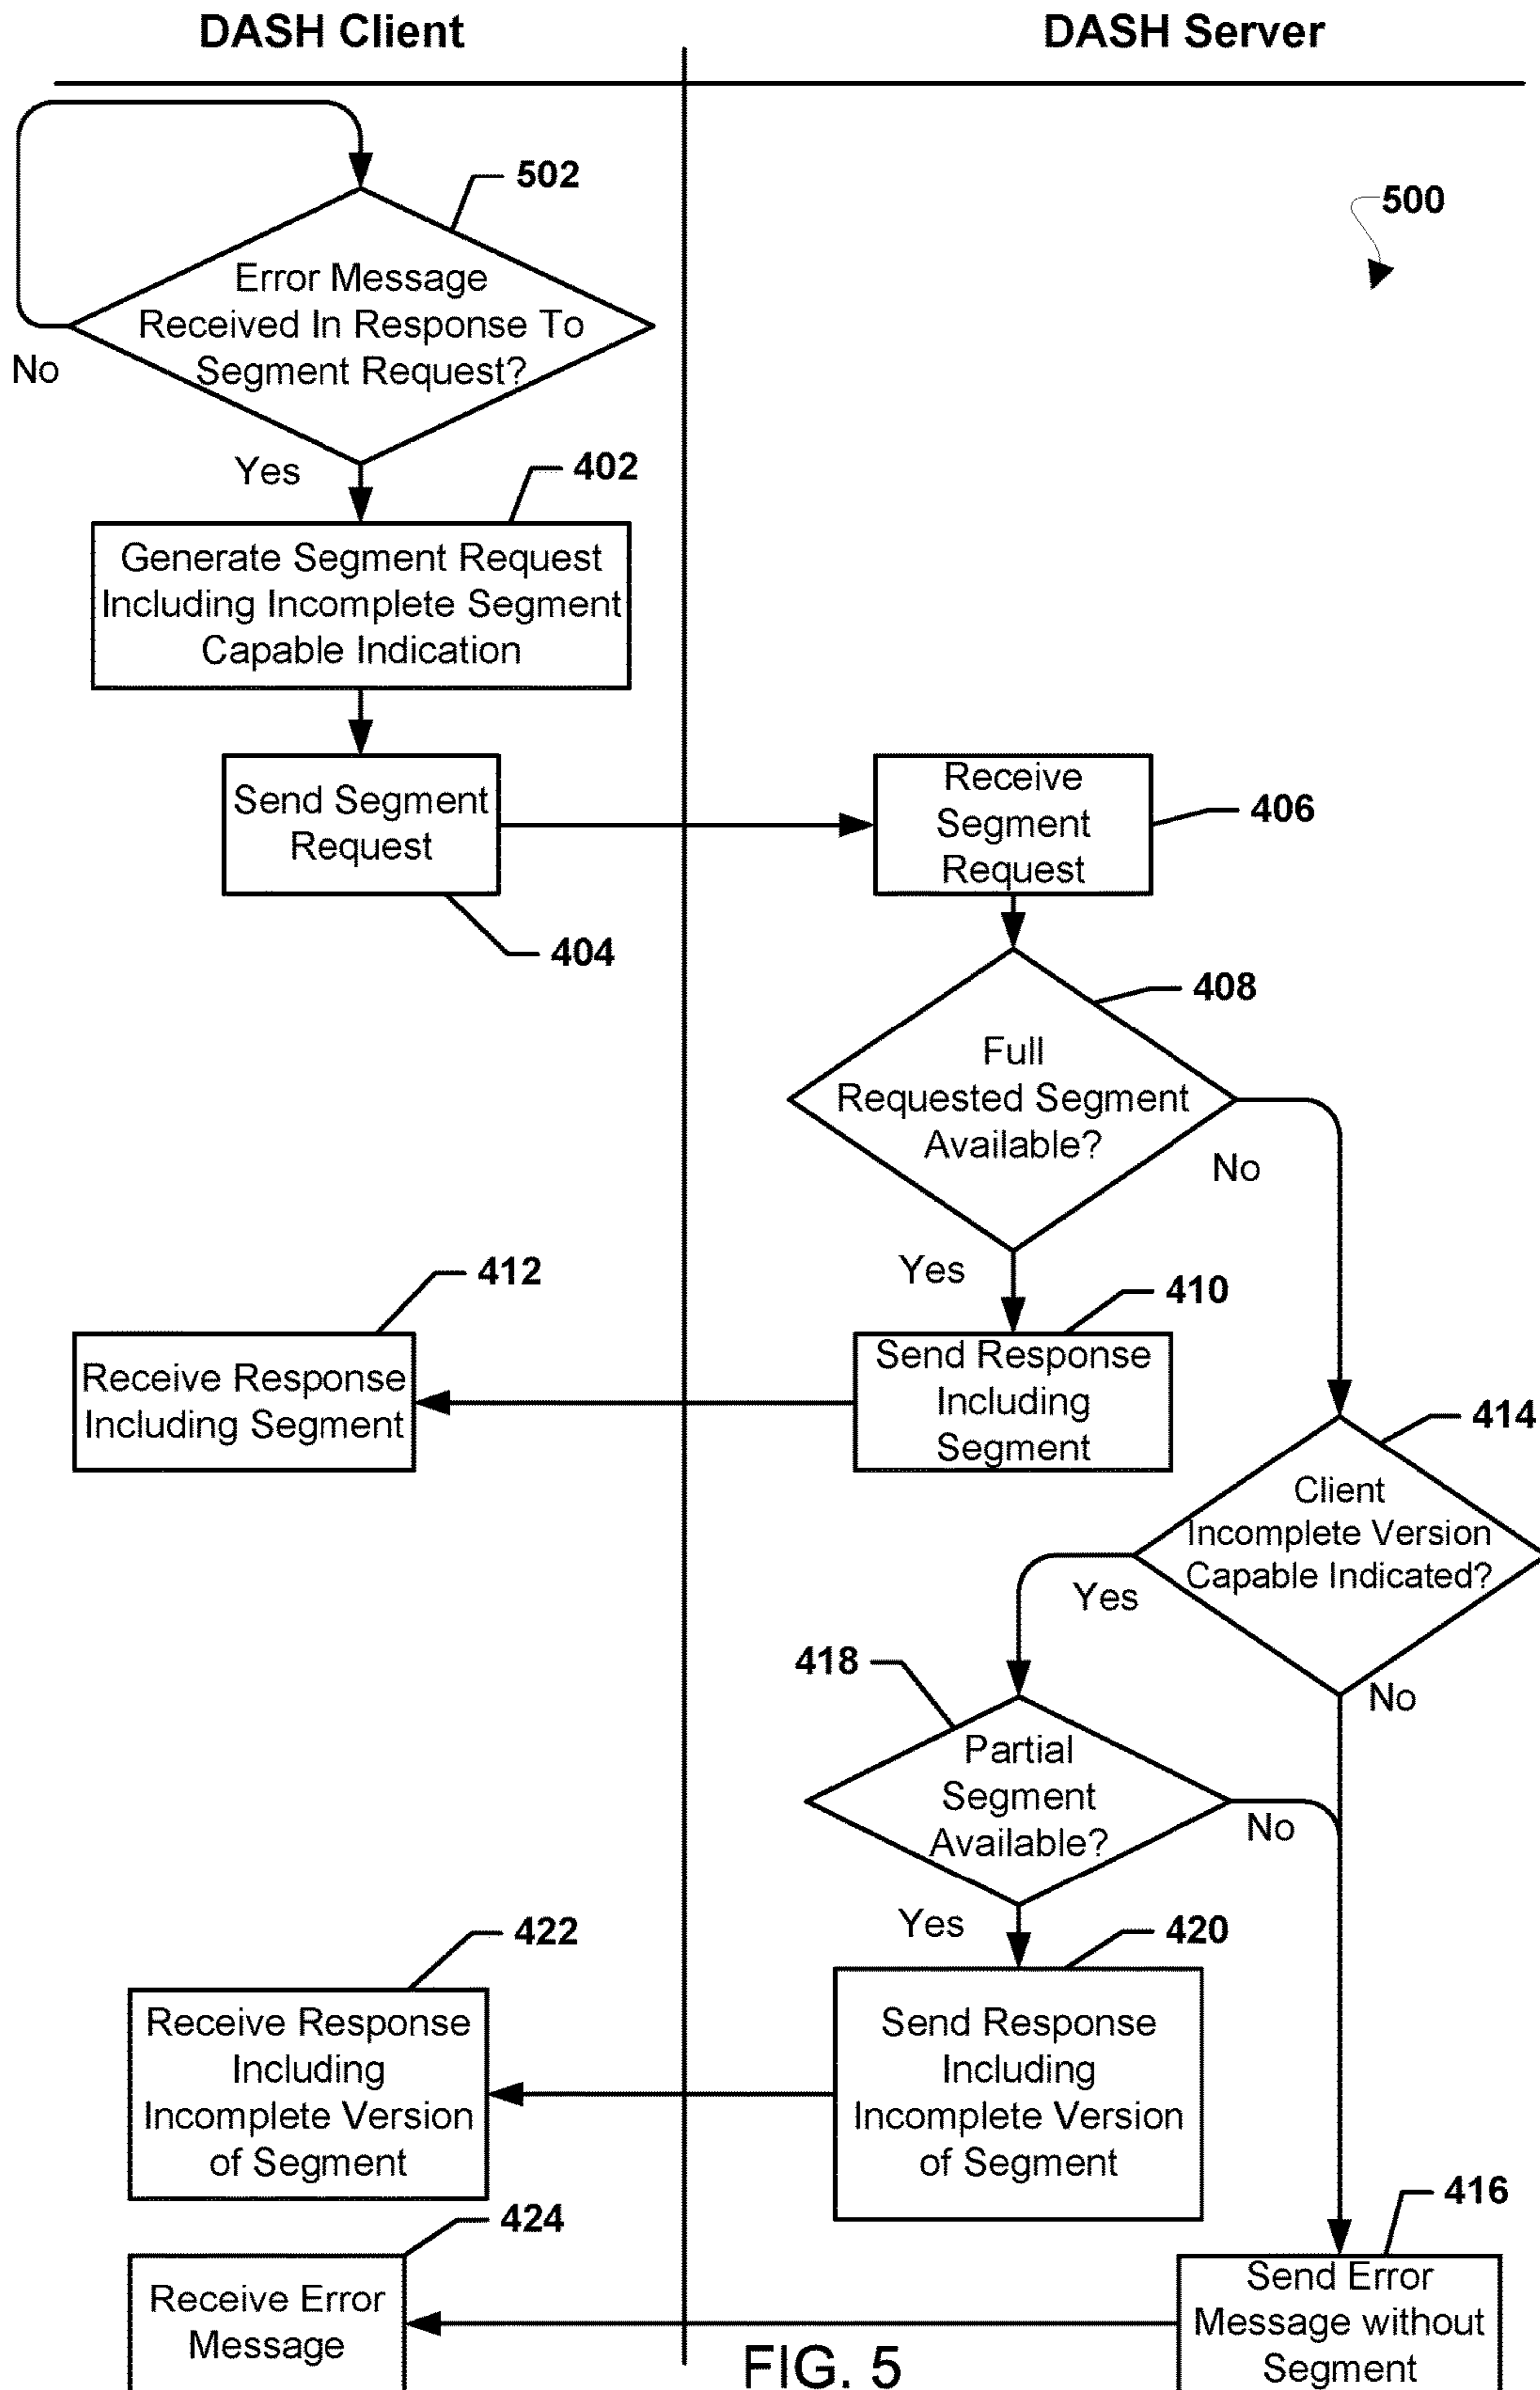 DASH Client
DASH Server
502
500
Error Message
Received In Response To
Segment Request?
No
Yes
402
Generate Segment Request
Including Incomplete Segment
Capable Indication
Send Segment
Request
404
Receive
Segment
Request
406
408
Full
Requested Segment
Available?
No
Yes
412
410
Receive Response
Including Segment
Send Response
Including
Segment
414
Client
Incomplete Version
Capable Indicated?
Yes
No
418
Partial
Segment
Available?
No
Yes
422
420
Receive Response
Including
Incomplete Version
of Segment
Send Response
Including
Incomplete Version
of Segment
424
416
Receive Error
Message
Send Error
Message without
Segment
FIG. 5